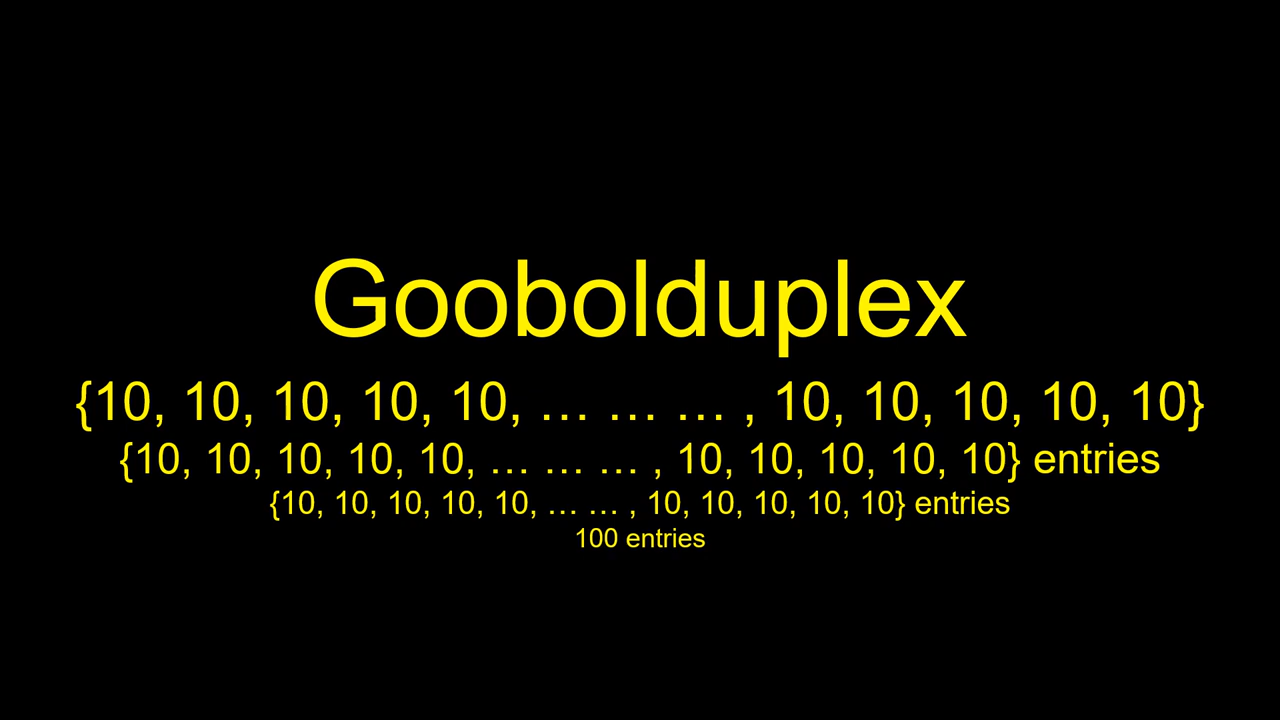 Goobolduplex
{10, 10, 10, 10, 10, … … … , 10, 10, 10, 10, 10}
{10, 10, 10, 10, 10, … … … , 10, 10, 10, 10, 10} entries
{10, 10, 10, 10, 10, … … , 10, 10, 10, 10, 10} entries
100 entries